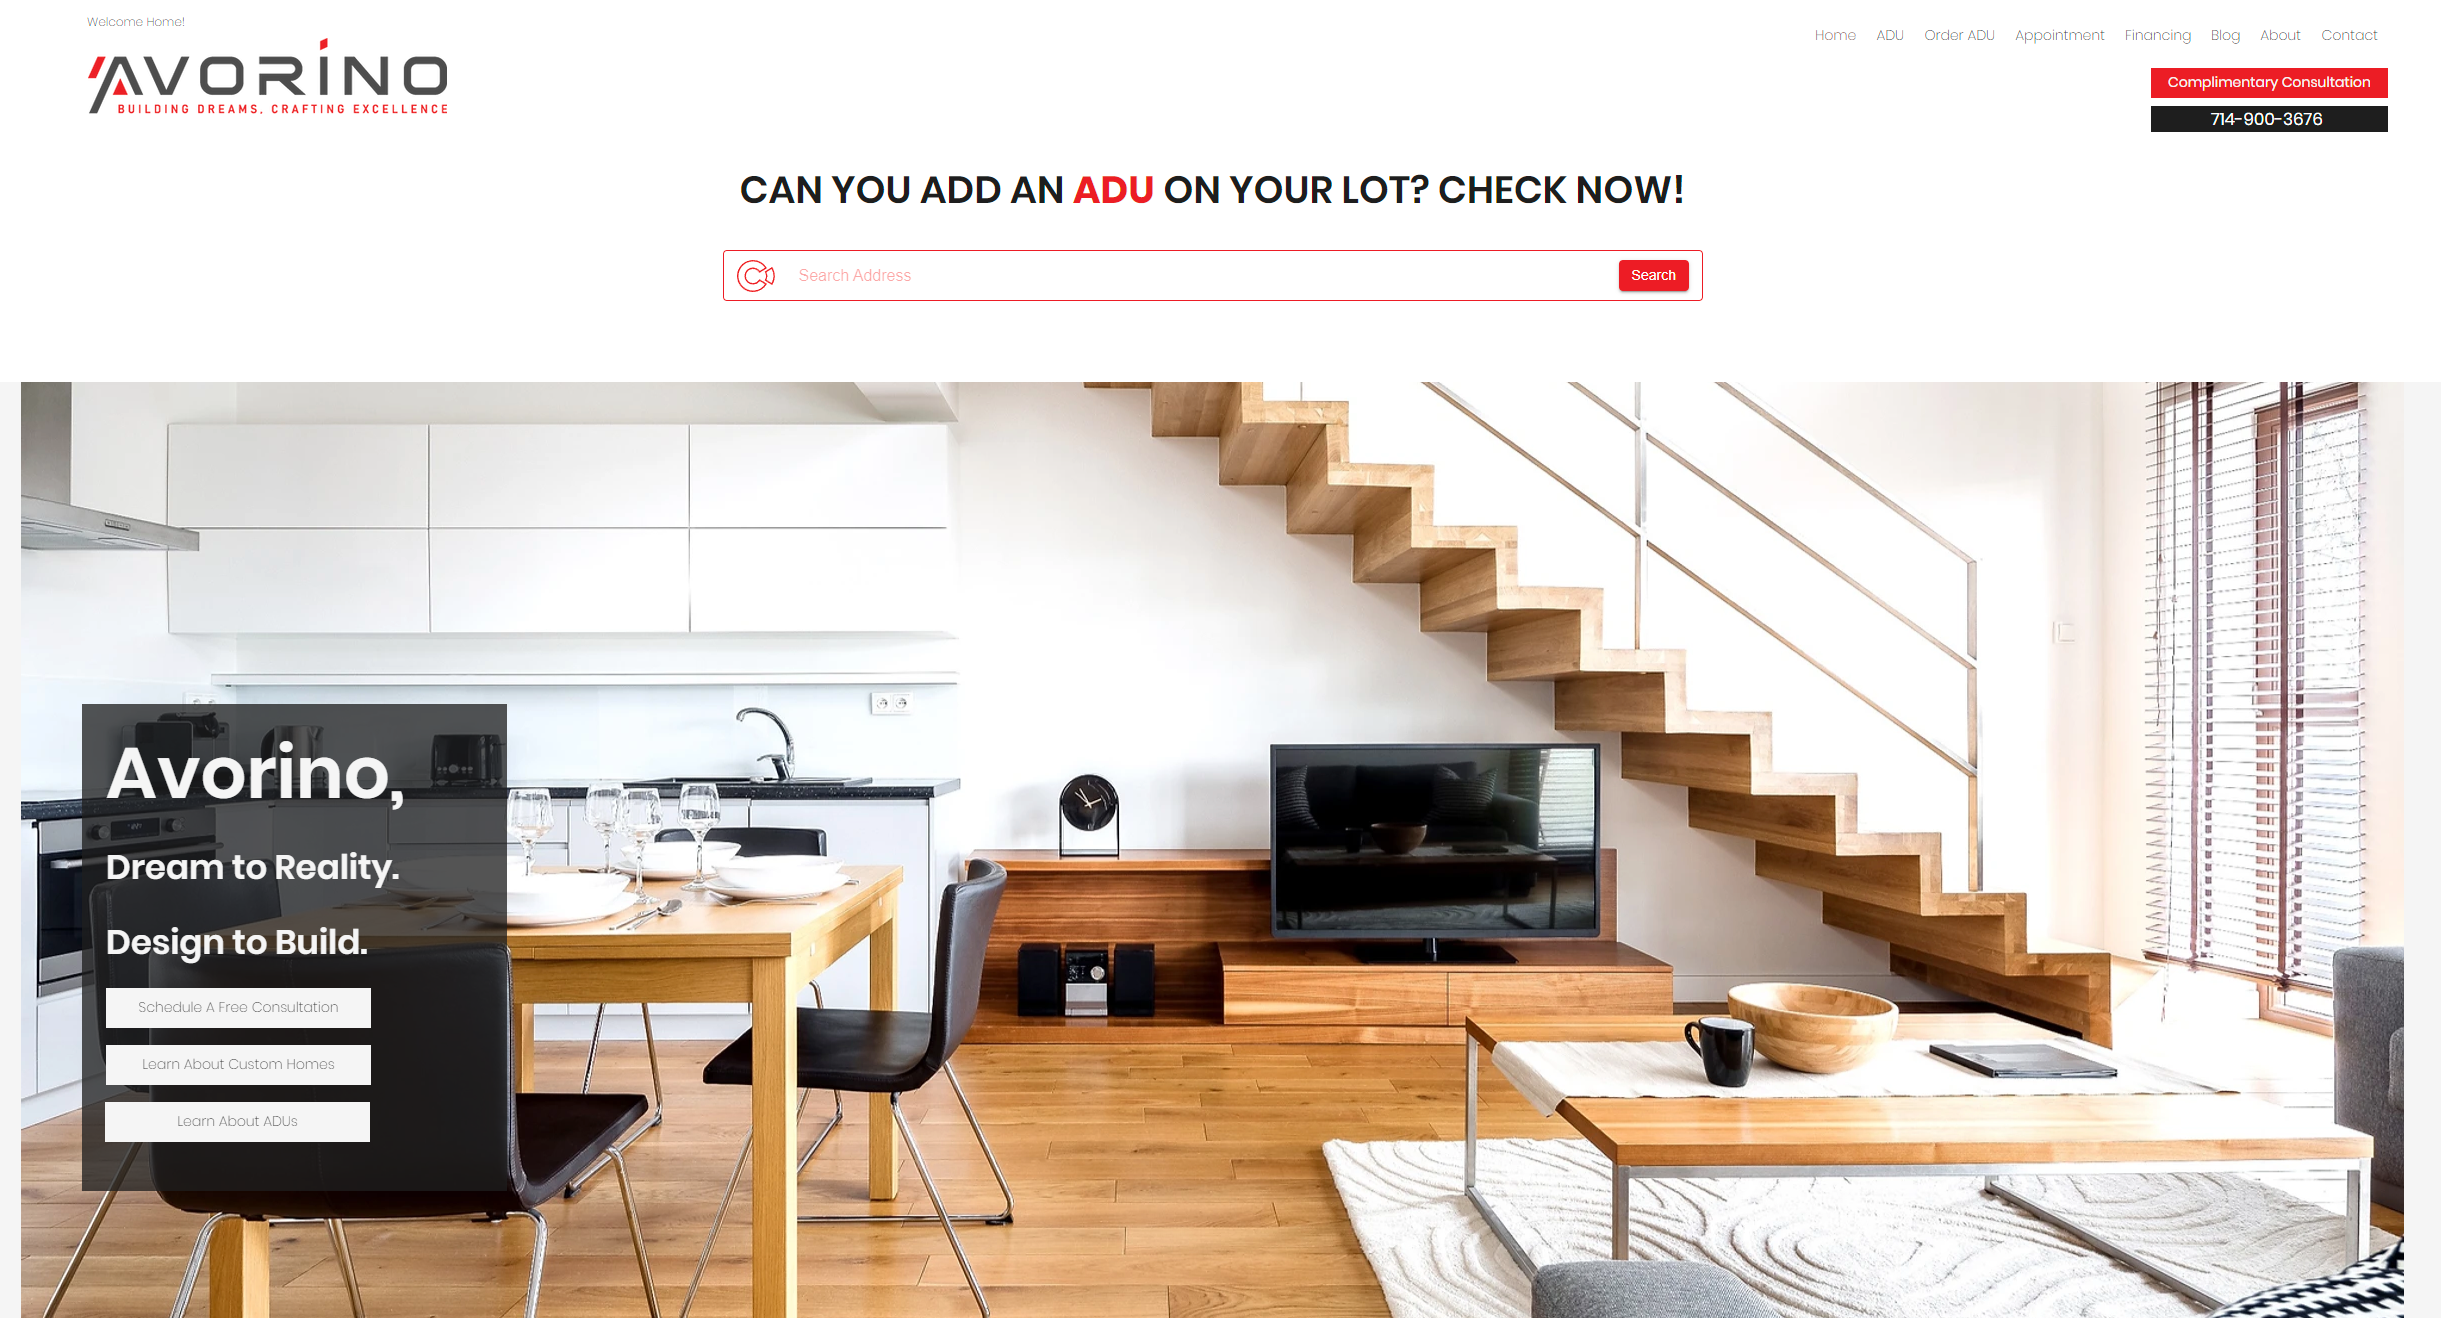 Welcome Home!
AVORINO
BUILDING DREAMS, CRAFTING EXCELLENCE
Home ADU Order ADU Appointment Financing Blog About Contact
Complimentary Consultation
714-900-3676
CAN YOU ADD AN ADU ON YOUR LOT? CHECK NOW!
Search Address
Search
Avorino,
Dream to Reality.
Design to Build.
Schedule A Free Consultation
Learn About Custom Homes
Learn About ADUs